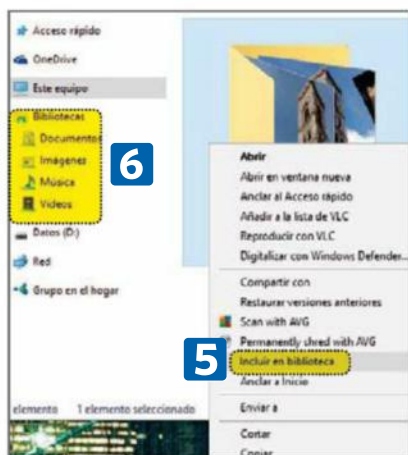 Acceso rápido
OneDrive
Este equipo
Bibliotecas
Documentos
Imágenes
Música
Vídeos
Datos (D:)
Red
Grupo en el hogar
elemento 1 elemento seleccionado
6
Abrir
Abrir en ventana nueva
Anclar al Acceso rápido
Añadir a la lista de VLC
Reproducir con VLC
Digitalizar con Windows Defender...
Compartir con
Restaurar versiones anteriores
Scan with AVG
Permanently shred with AVG
5
Incluir en biblioteca
Anclar a Inicio
Enviar a
Cortar
Copiar